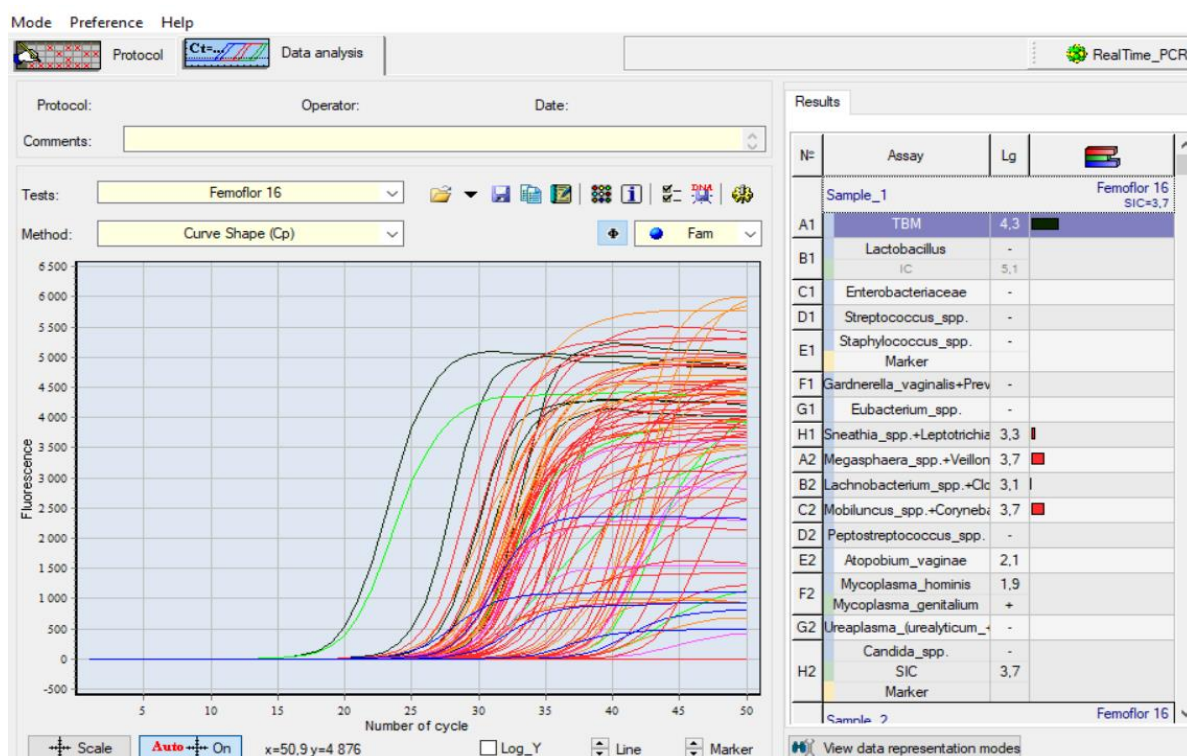 Mode Preference Help
Protocol Ct=... Data analysis RealTime_PCR
Protocol: Operator: Date:
Comments:
Tests: Femoflor 16
Method: Curve Shape (Cp) Fam
Fluorescence
6 500
6 000
5 500
5 000
4 500
4 000
3 500
3 000
2 500
2 000
1 500
1 000
500
0
-500
5 10 15 20 25 30 35 40 45 50
Number of cycle
Scale Auto On x=50,9 y=4 876 Log_Y Line Marker
Results
№ Assay Lg
Sample_1 Femoflor 16
SIC=3,7
A1 TBM 4,3
B1 Lactobacillus -
IC 5,1
C1 Enterobacteriaceae -
D1 Streptococcus_spp. -
E1 Staphylococcus_spp. -
Marker
F1 Gardnerella_vaginalis+Prev -
G1 Eubacterium_spp. -
H1 Sneathia_spp.+Leptotrichia 3,3
A2 Megasphaera_spp.+Veillon 3,7
B2 Lachnobacterium_spp.+Clo 3,1
C2 Mobiluncus_spp.+Coryneba 3,7
D2 Peptostreptococcus_spp. -
E2 Atopobium_vaginae 2,1
F2 Mycoplasma_hominis 1,9
Mycoplasma_genitalium +
G2 Ureaplasma_(urealyticum_+ -
H2 Candida_spp. -
SIC 3,7
Marker
Sample_2 Femoflor 16
View data representation modes